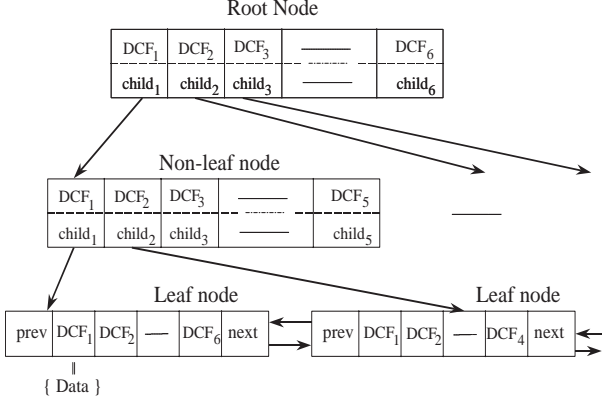 Root Node
DCF₁ DCF₂ DCF₃ DCF₆
child₁ child₂ child₃ child₆
Non-leaf node
DCF₁ DCF₂ DCF₃ DCF₅
child₁ child₂ child₃ child₅
Leaf node Leaf node
prev DCF₁ DCF₂ DCF₆ next prev DCF₁ DCF₂ DCF₄ next
{ Data }